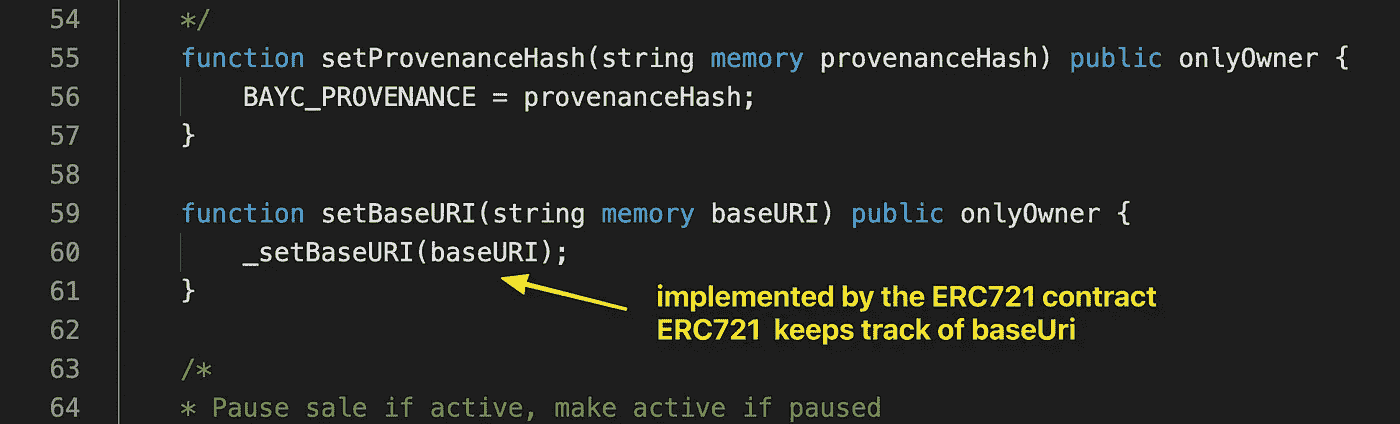 54 */
55 function setProvenanceHash(string memory provenanceHash) public onlyOwner {
56 BAYC_PROVENANCE = provenanceHash;
57 }
58
59 function setBaseURI(string memory baseURI) public onlyOwner {
60 _setBaseURI(baseURI);
61 }
implemented by the ERC721 contract
62
ERC721 keeps track of baseUri
63 /*
64 * Pause sale if active, make active if paused